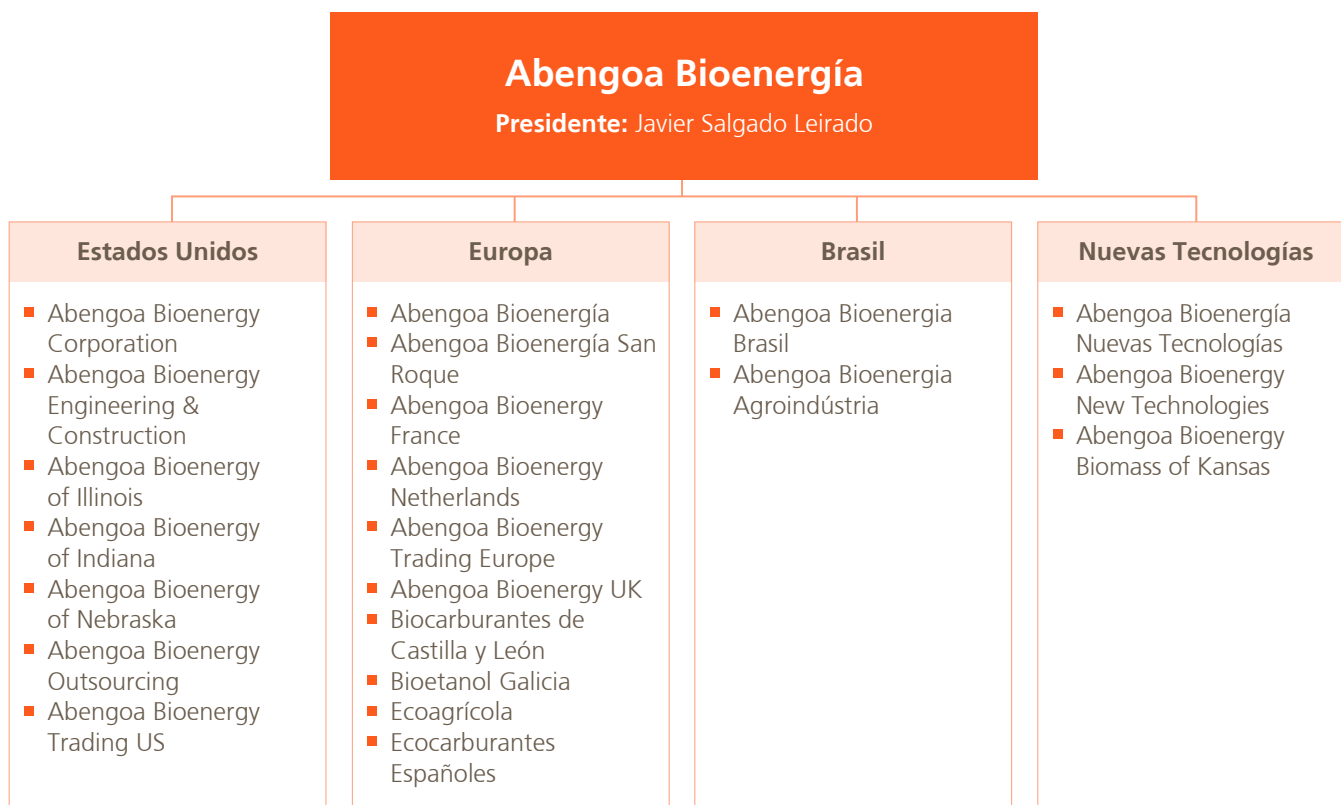 Abengoa Bioenergía
Presidente: Javier Salgado Leirado
Estados Unidos
Abengoa Bioenergy
Corporation
Abengoa Bioenergy
Engineering &
Construction
Abengoa Bioenergy
of Illinois
Abengoa Bioenergy
of Indiana
Abengoa Bioenergy
of Nebraska
Abengoa Bioenergy
Outsourcing
Abengoa Bioenergy
Trading US
Europa
Abengoa Bioenergía
Abengoa Bioenergía San
Roque
Abengoa Bioenergy
France
Abengoa Bioenergy
Netherlands
Abengoa Bioenergy
Trading Europe
Abengoa Bioenergy UK
Biocarburantes de
Castilla y León
Bioetanol Galicia
Ecoagrícola
Ecocarburantes
Españoles
Brasil
Abengoa Bioenergia
Brasil
Abengoa Bioenergia
Agroindústria
Nuevas Tecnologías
Abengoa Bioenergía
Nuevas Tecnologías
Abengoa Bioenergy
New Technologies
Abengoa Bioenergy
Biomass of Kansas